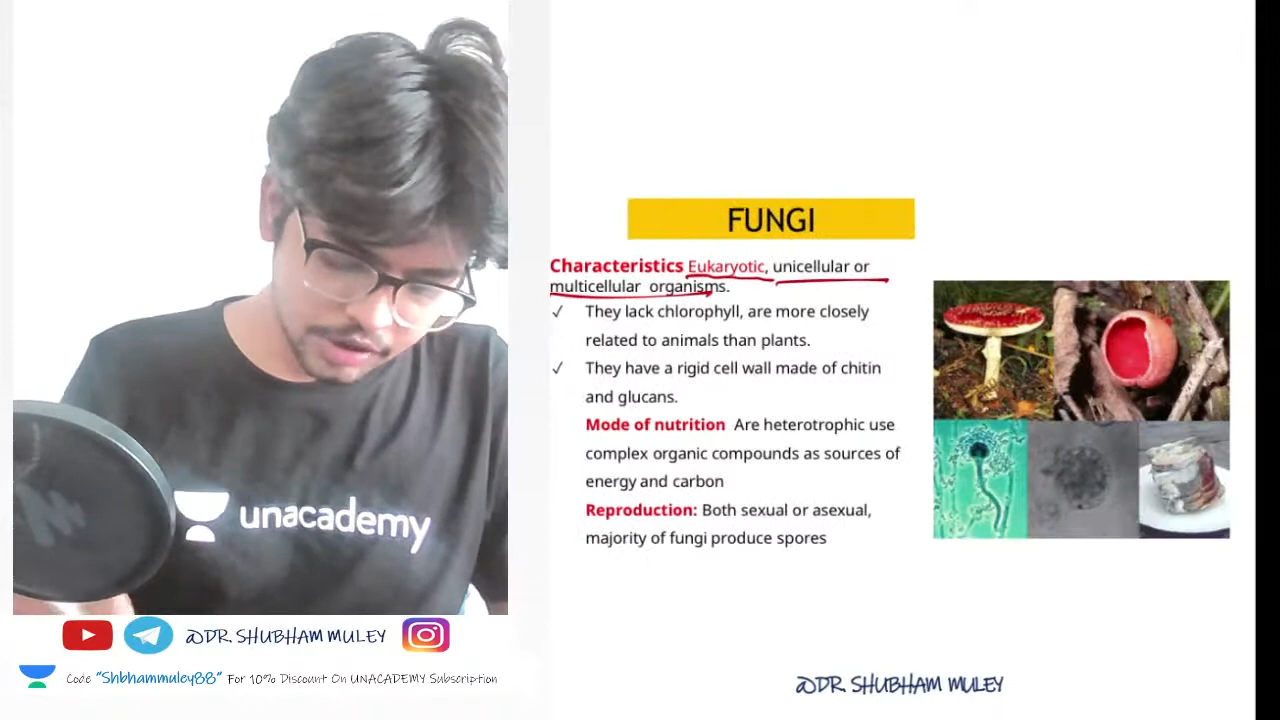 unacademy
@DR. SHUBHAM MULEY
Code "Shbhammuley88" For 10% Discount On UNACADEMY Subscription
FUNGI
Characteristics Eukaryotic, unicellular or
multicellular organisms.
✓ They lack chlorophyll, are more closely
related to animals than plants.
✓ They have a rigid cell wall made of chitin
and glucans.
Mode of nutrition Are heterotrophic use
complex organic compounds as sources of
energy and carbon
Reproduction: Both sexual or asexual,
majority of fungi produce spores
@DR. SHUBHAM MULEY